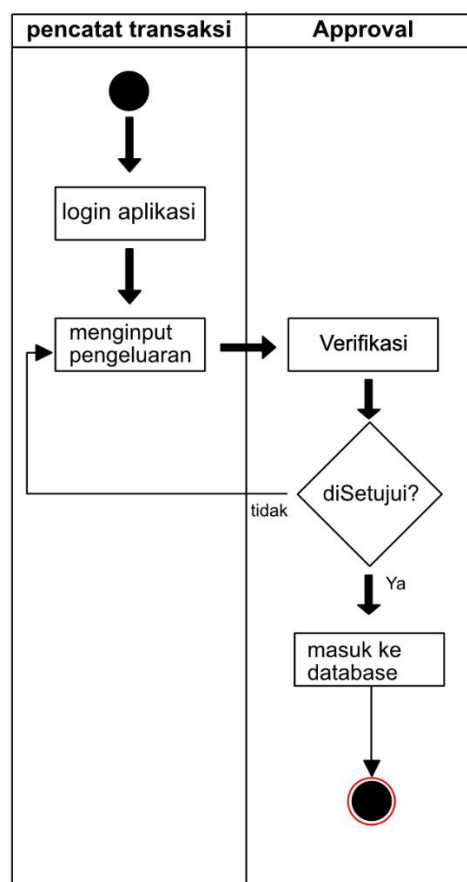 pencatat transaksi
Approval
login aplikasi
menginput
pengeluaran
Verifikasi
diSetujui?
tidak
Ya
masuk ke
database